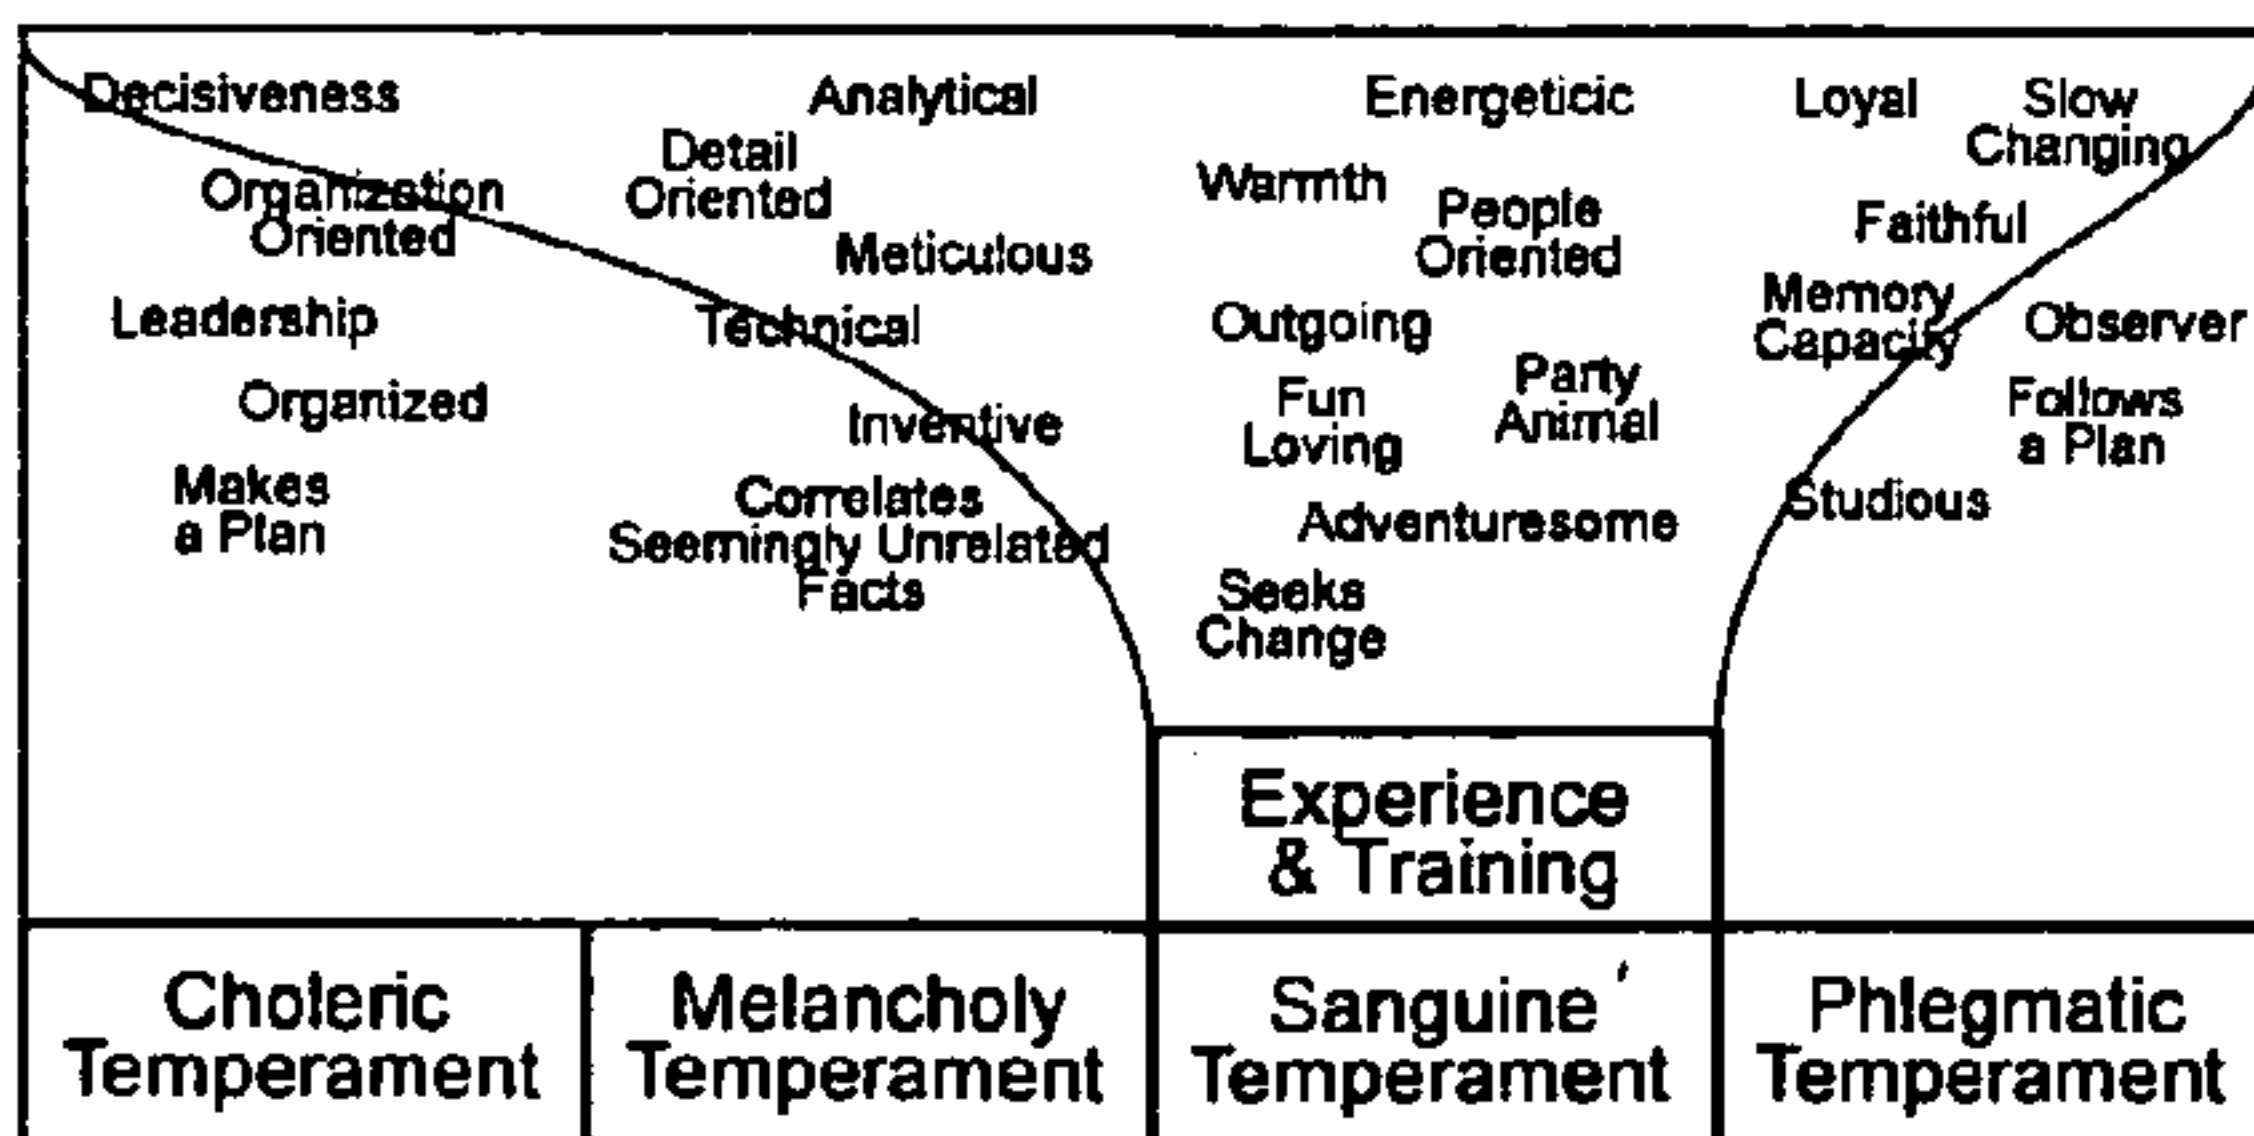 Decisiveness
Organization
Oriented
Leadership
Organized
Makes
a Plan
Analytical
Detail
Oriented
Meticulous
Technical
Inventive
Correlates
Seemingly Unrelated
Facts
Energeticic
Warmth
People
Oriented
Outgoing
Party
Animal
Fun
Loving
Adventuresome
Seeks
Change
Loyal
Slow
Changing
Faithful
Memory
Capacity
Observer
Follows
a Plan
Studious
Experience
& Training
Choleric
Temperament
Melancholy
Temperament
Sanguine
Temperament
Phlegmatic
Temperament